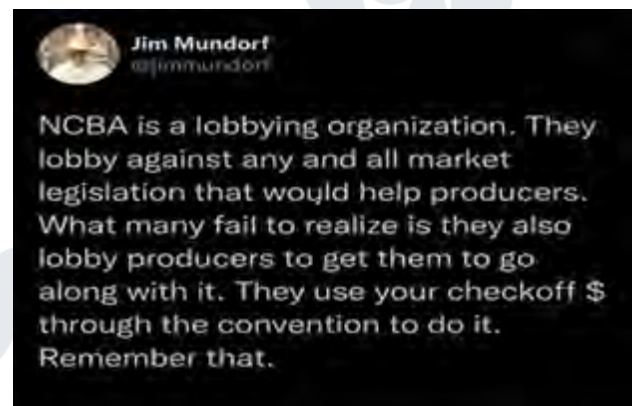 Jim Mundorf
@jimmundorf
NCBA is a lobbying organization. They
lobby against any and all market
legislation that would help producers.
What many fail to realize is they also
lobby producers to get them to go
along with it. They use your checkoff $
through the convention to do it.
Remember that.